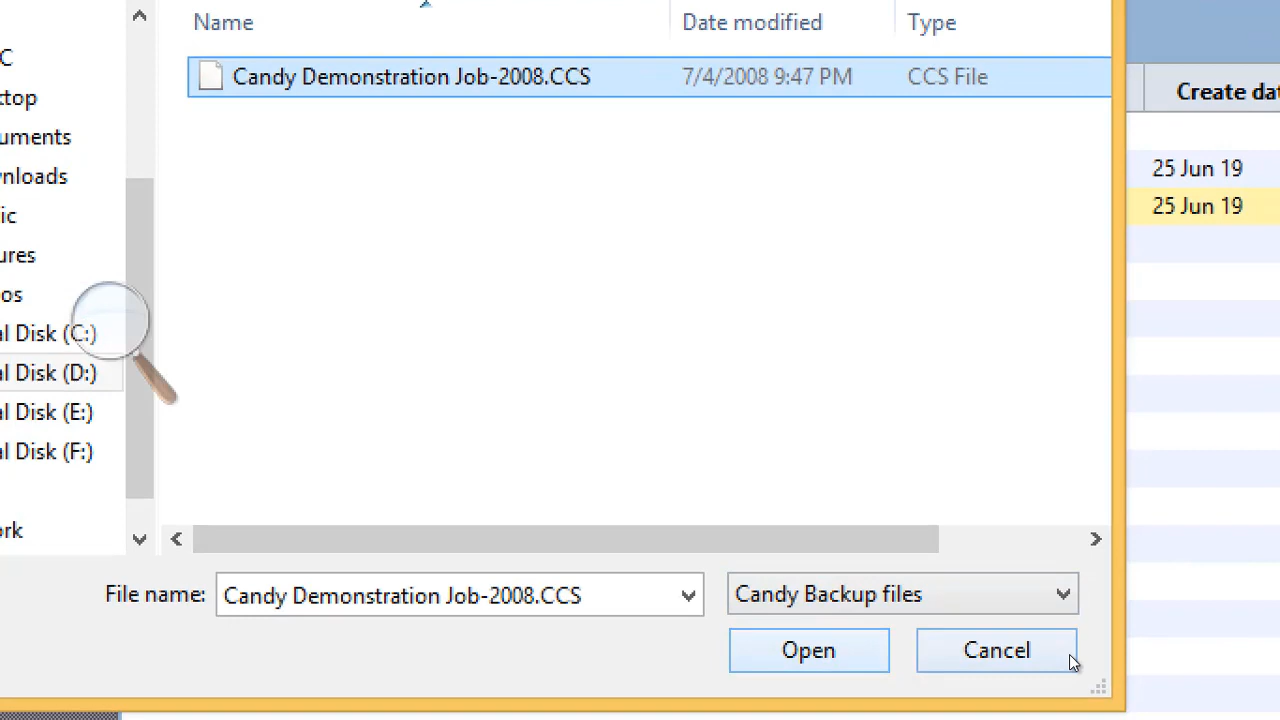 Name Date modified Type
Candy Demonstration Job-2008.CCS 7/4/2008 9:47 PM CCS File
C
ktop
uments
wnloads
ic
ures
os
al Disk (C:)
al Disk (D:)
al Disk (E:)
al Disk (F:)
ork
File name: Candy Demonstration Job-2008.CCS Candy Backup files
Open Cancel
Create dat
25 Jun 19
25 Jun 19